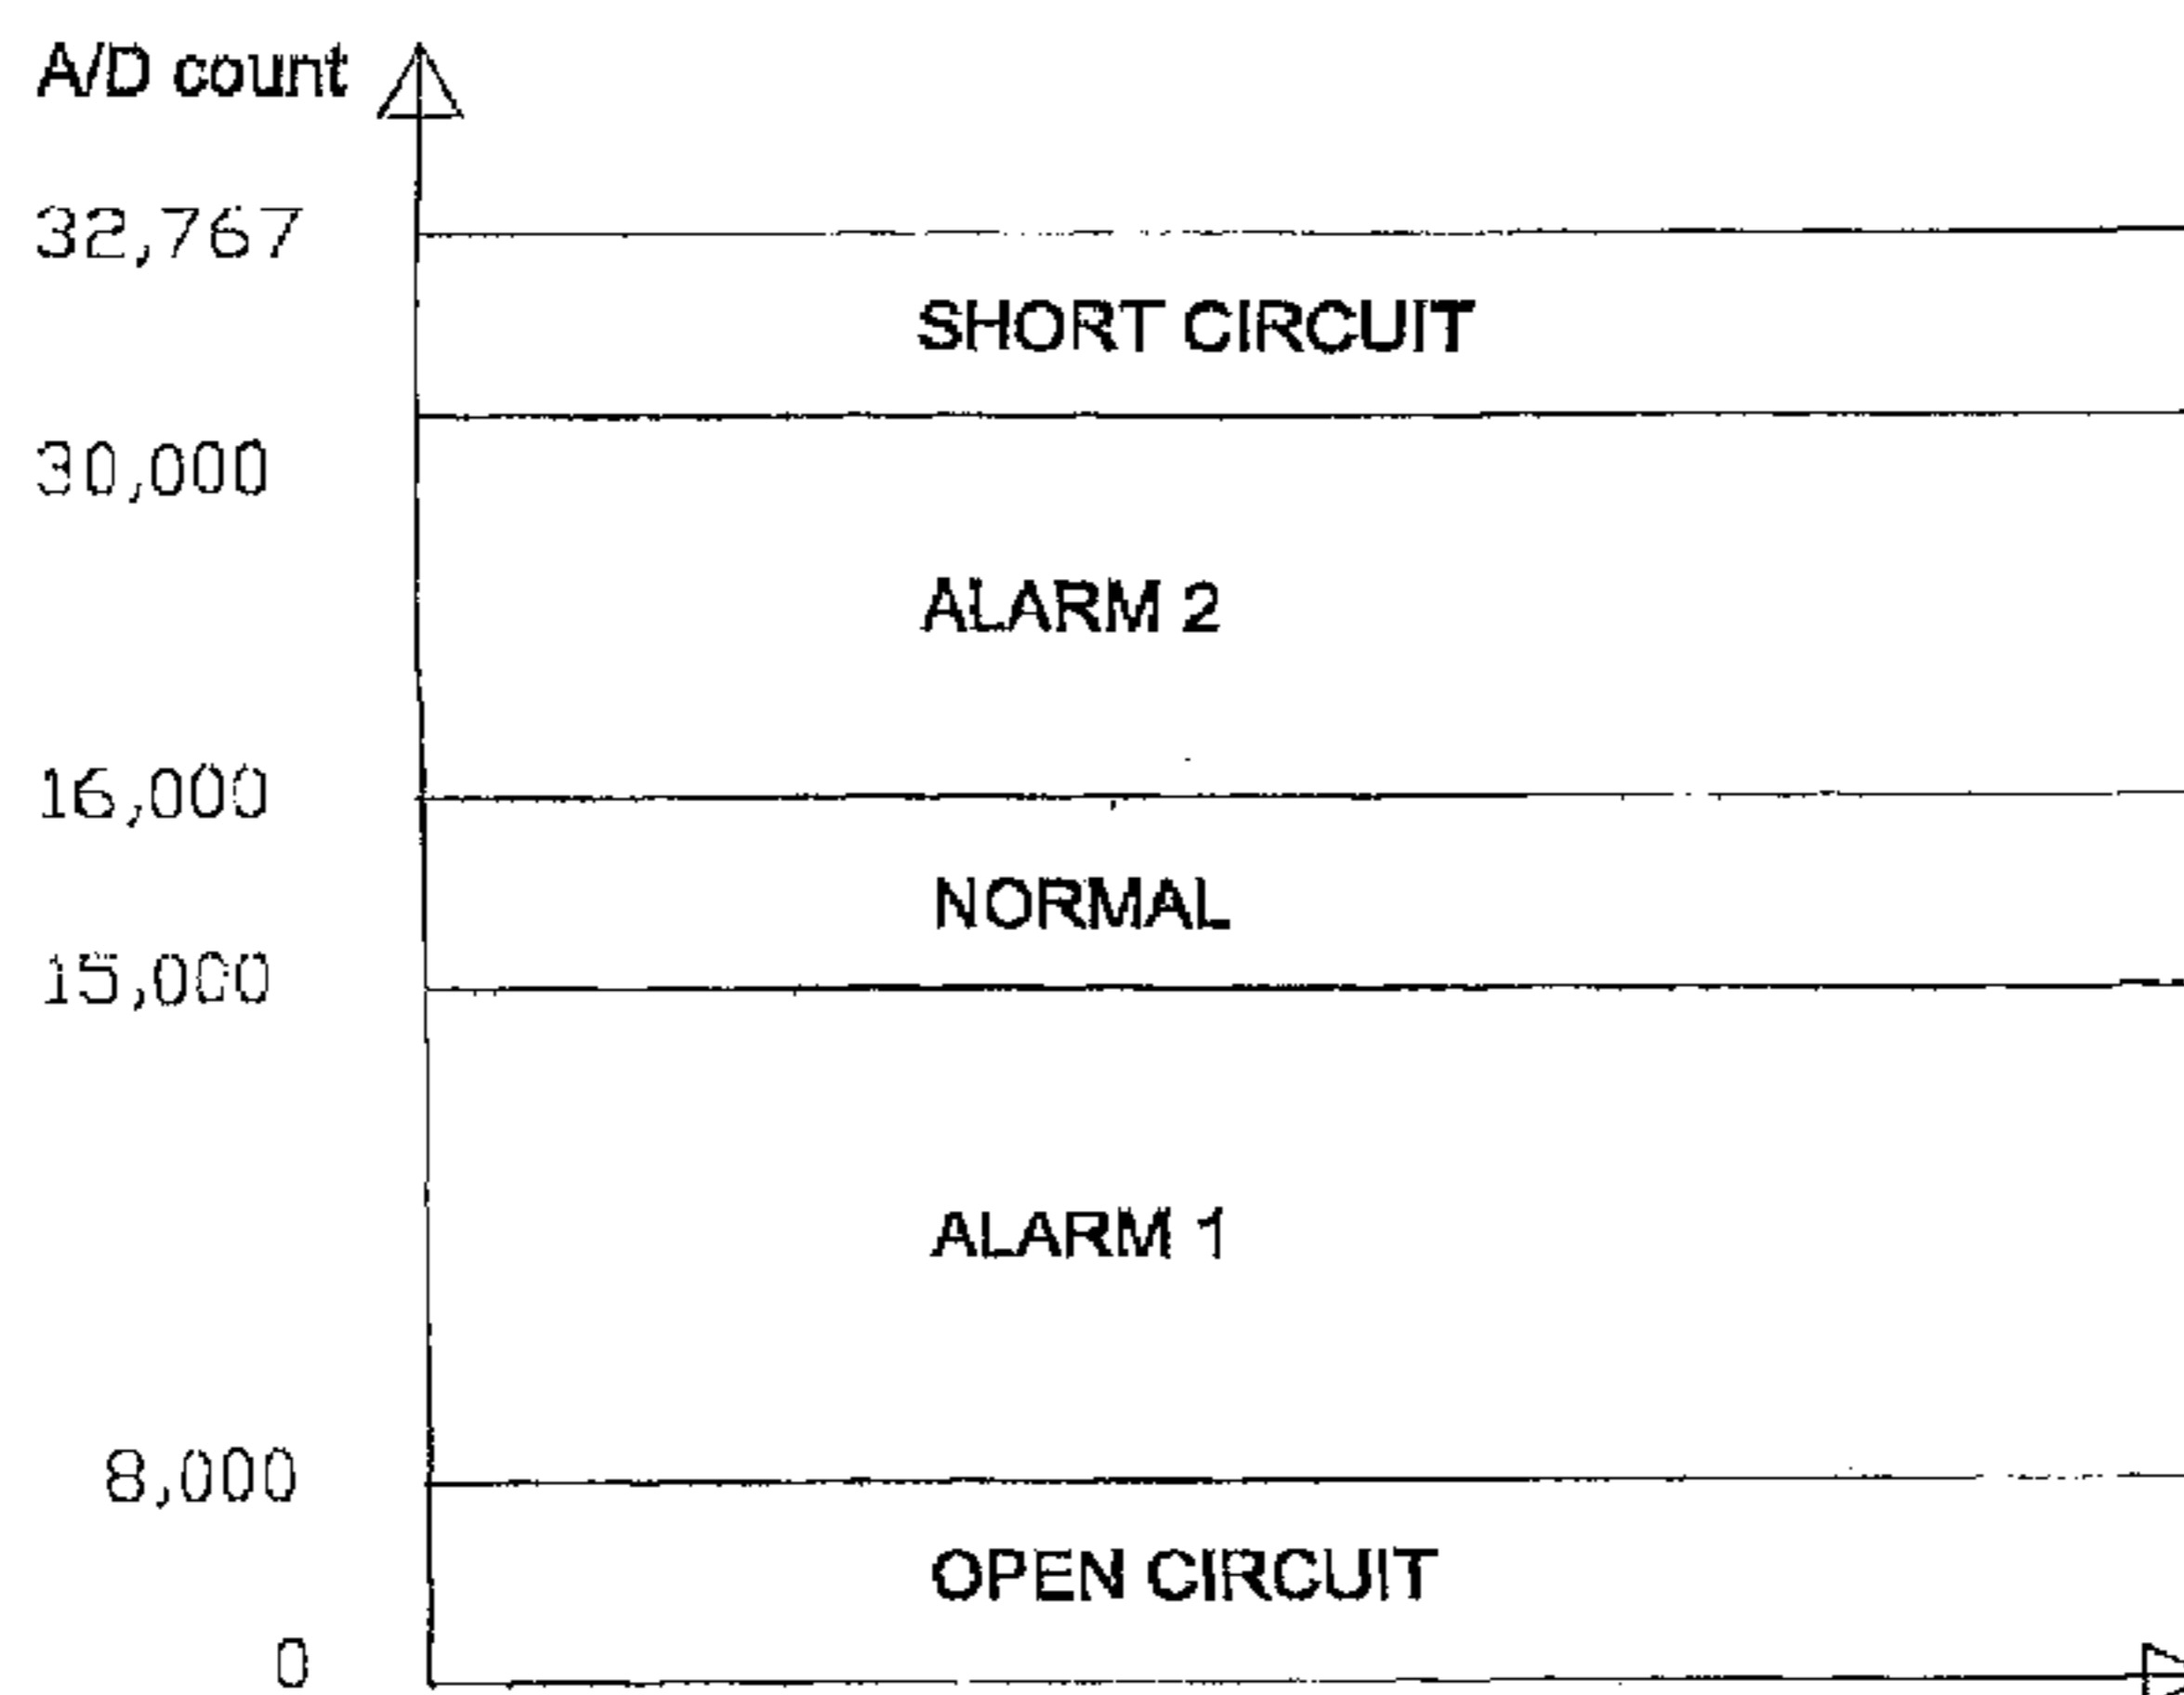 A/D count
32,767
SHORT CIRCUIT
30,000
ALARM 2
16,000
NORMAL
15,000
ALARM 1
8,000
OPEN CIRCUIT
0